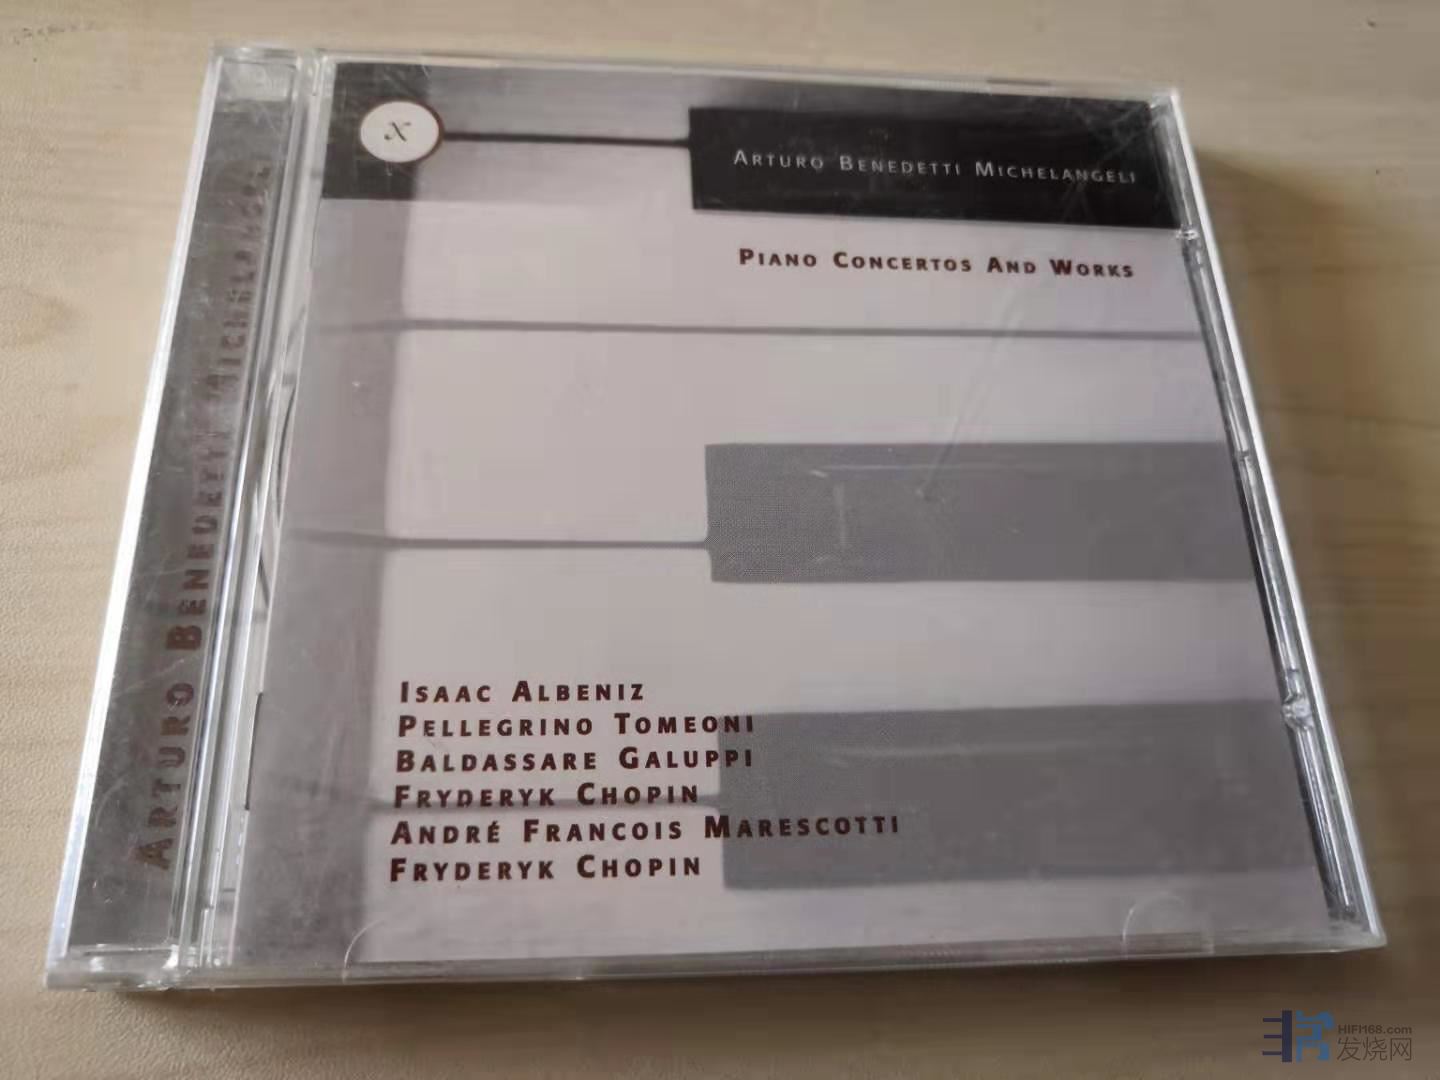 x
ARTURO BENEDETTI MICHELANGELI
PIANO CONCERTOS AND WORKS
ISAAC ALBENIZ
PELLEGRINO TOMEONI
BALDASSARE GALUPPI
FRYDERYK CHOPIN
ANDRÉ FRANCOIS MARESCOTTI
FRYDERYK CHOPIN
ARTURO BENEDETTI MICHELANGELI
HIFI168.com
发烧网